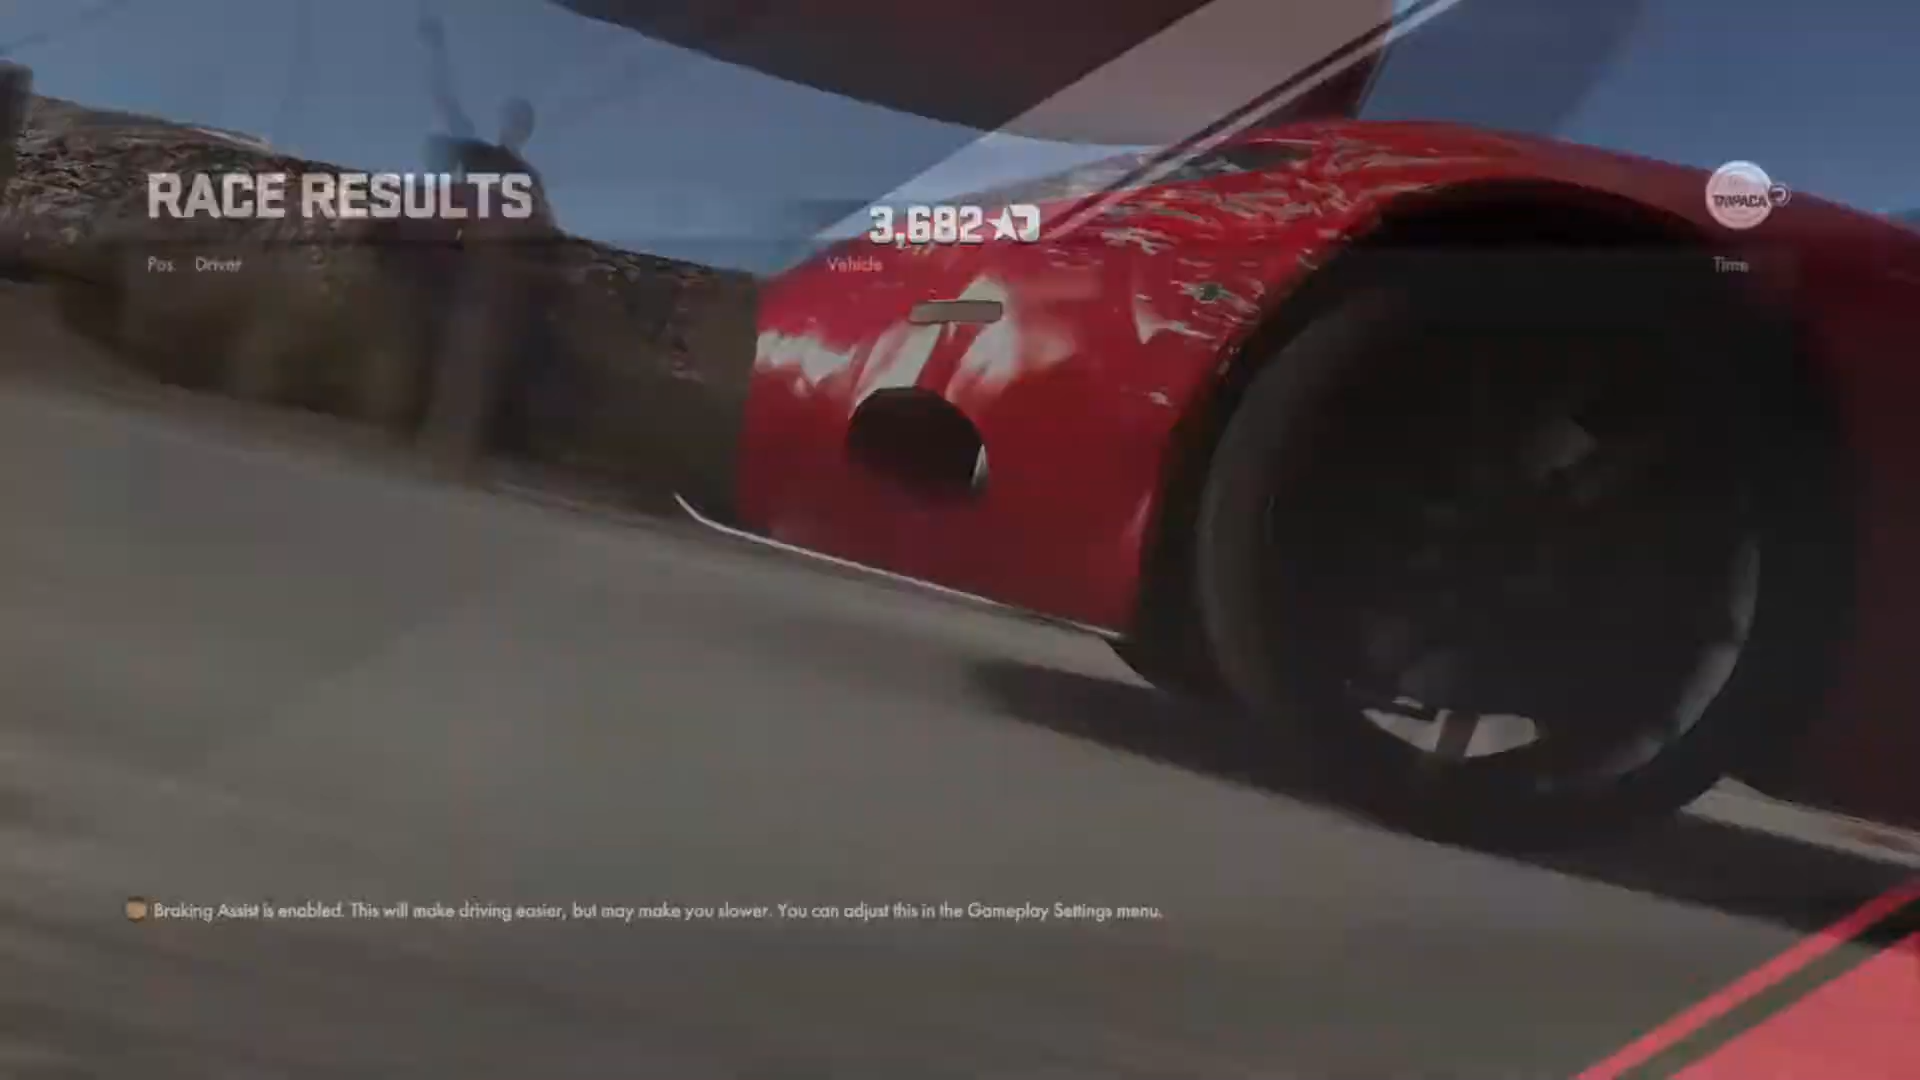 RACE RESULTS
3,682
Pos Driver Vehicle Time
Braking Assist is enabled. This will make driving easier, but may make you slower. You can adjust this in the Gameplay Settings menu.